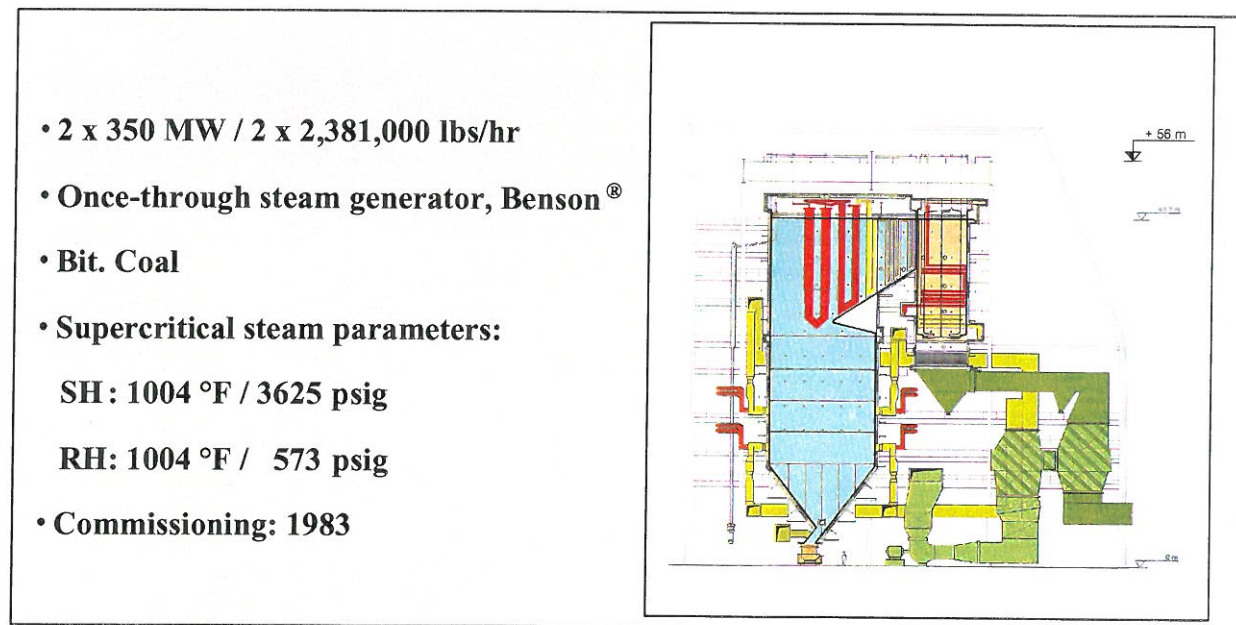 • 2 x 350 MW / 2 x 2,381,000 lbs/hr
• Once-through steam generator, Benson ®
• Bit. Coal
• Supercritical steam parameters:
SH: 1004 °F / 3625 psig
RH: 1004 °F / 573 psig
• Commissioning: 1983
+ 56 m
0 m